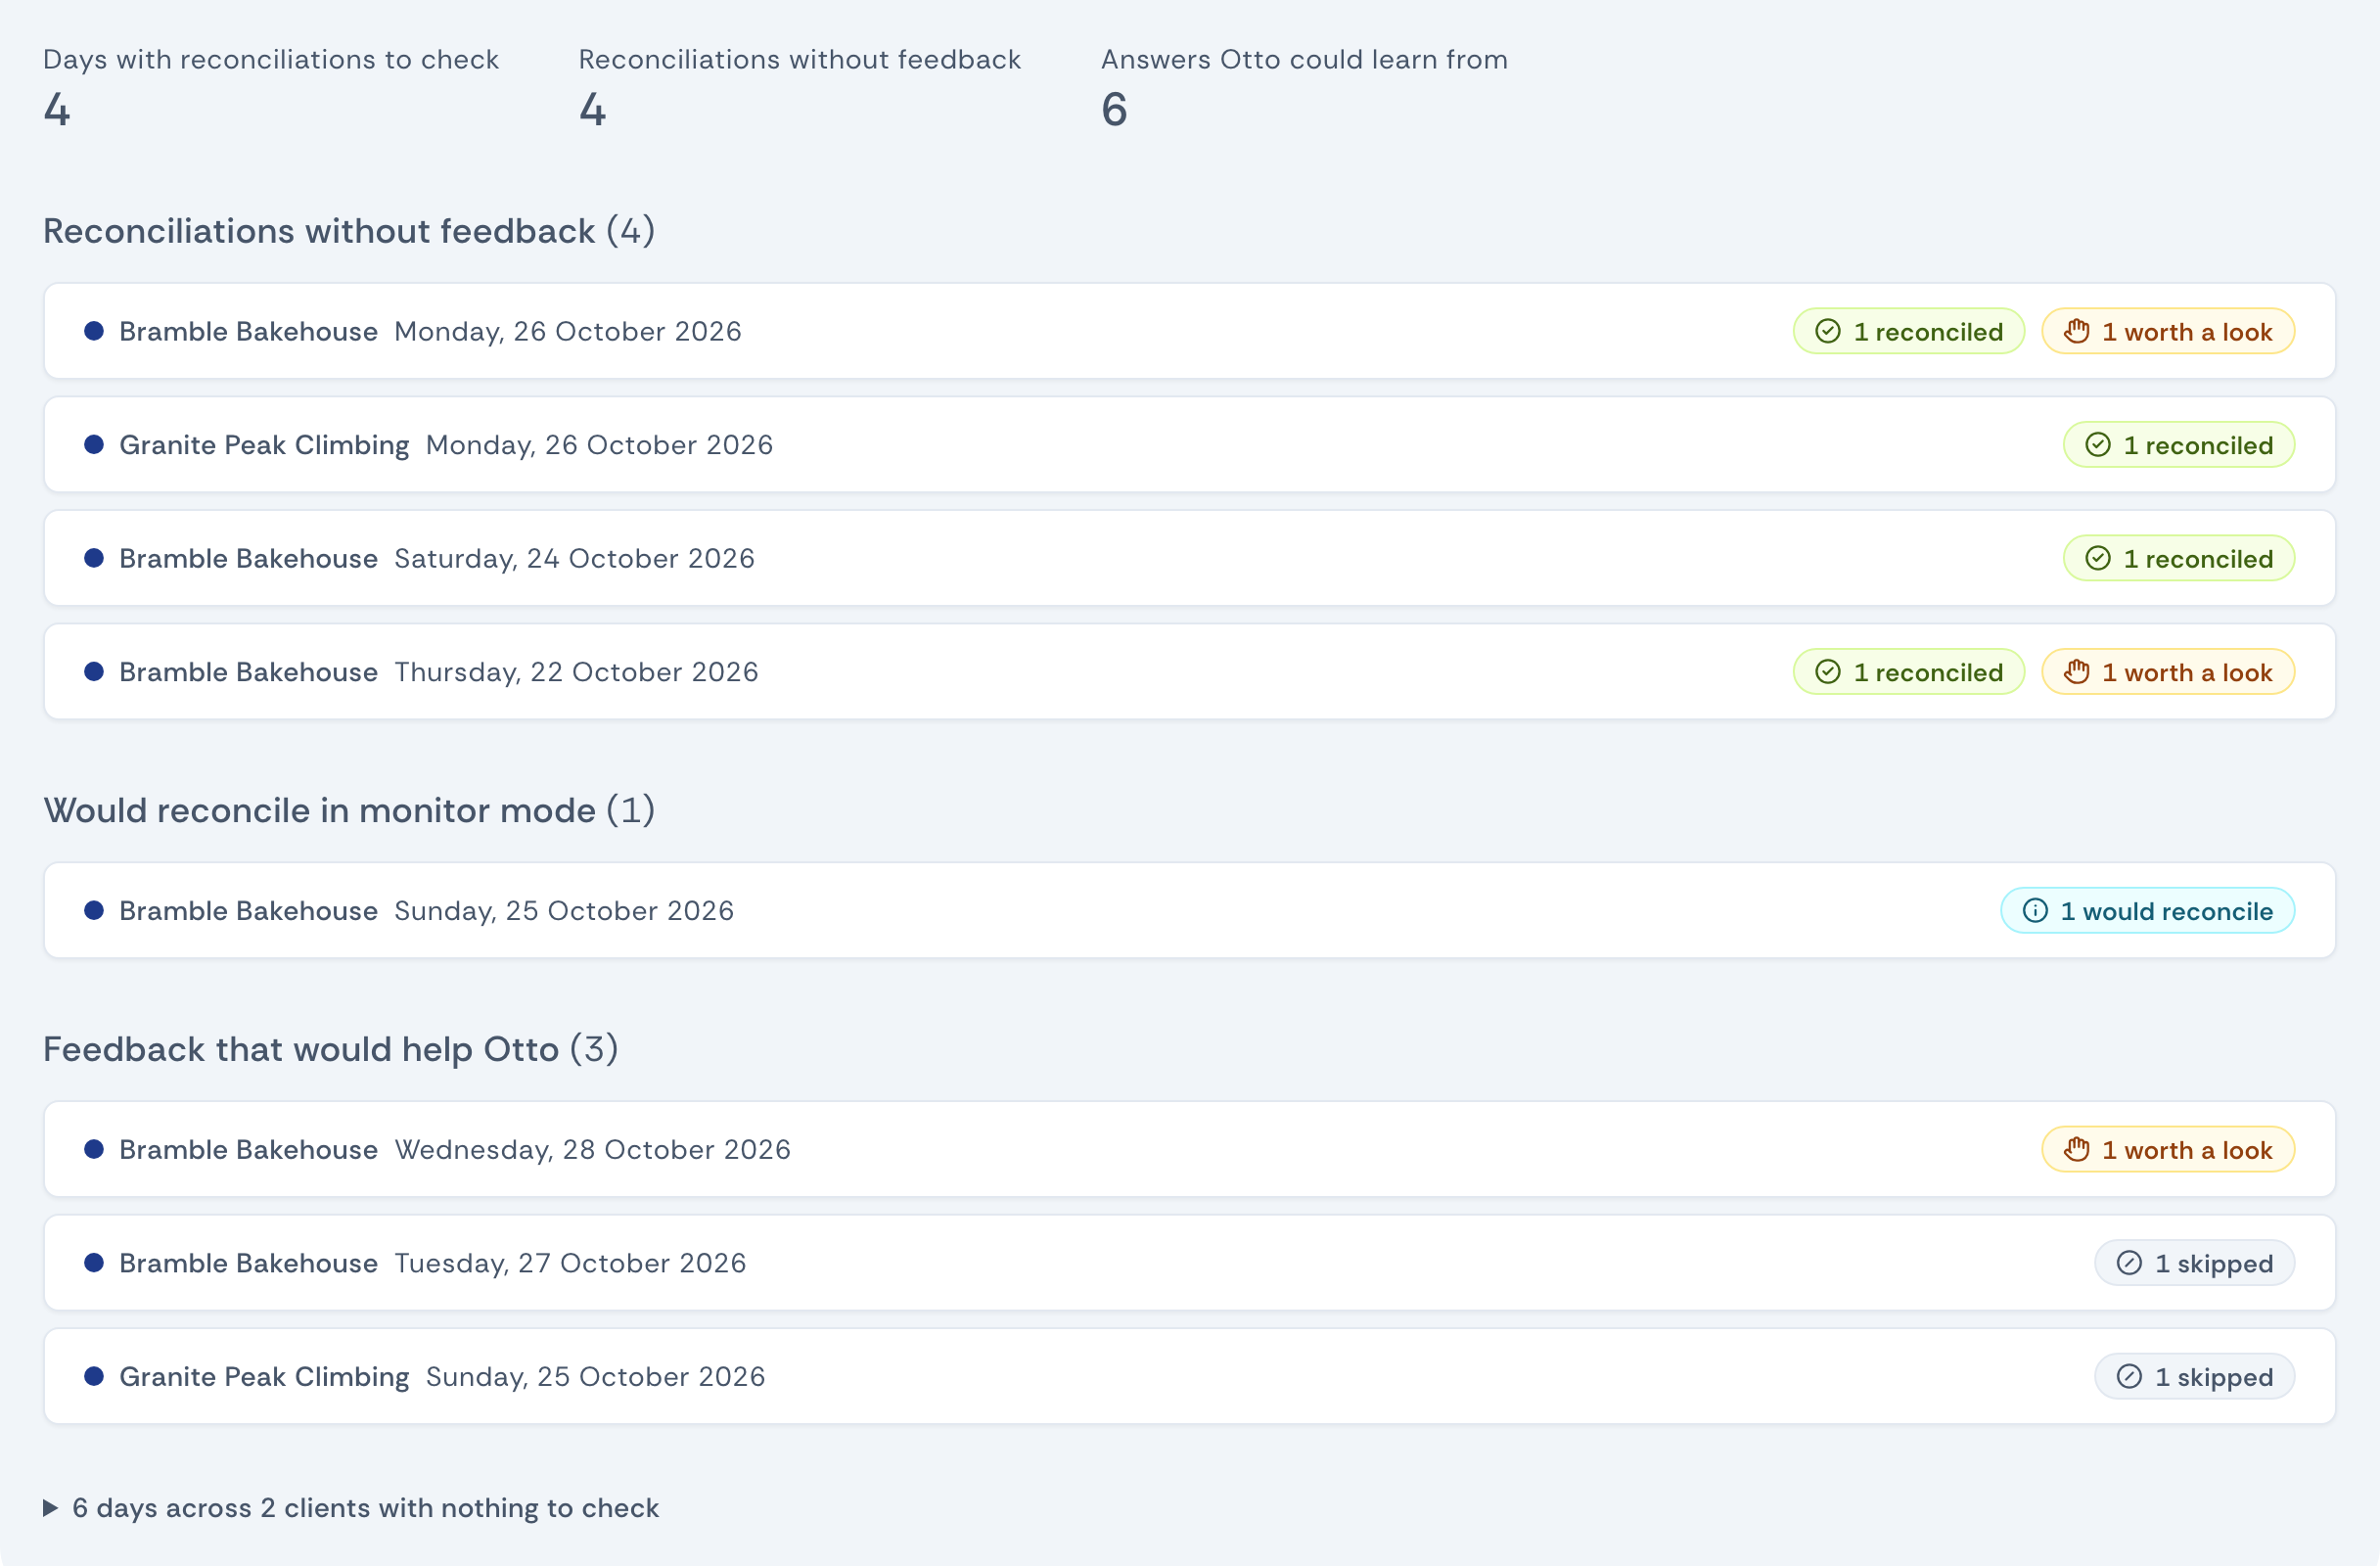 Days with reconciliations to check
4
Reconciliations without feedback
4
Answers Otto could learn from
6
Reconciliations without feedback (4)
Bramble Bakehouse Monday, 26 October 2026 1 reconciled 1 worth a look
Granite Peak Climbing Monday, 26 October 2026 1 reconciled
Bramble Bakehouse Saturday, 24 October 2026 1 reconciled
Bramble Bakehouse Thursday, 22 October 2026 1 reconciled 1 worth a look
Would reconcile in monitor mode (1)
Bramble Bakehouse Sunday, 25 October 2026 1 would reconcile
Feedback that would help Otto (3)
Bramble Bakehouse Wednesday, 28 October 2026 1 worth a look
Bramble Bakehouse Tuesday, 27 October 2026 1 skipped
Granite Peak Climbing Sunday, 25 October 2026 1 skipped
6 days across 2 clients with nothing to check